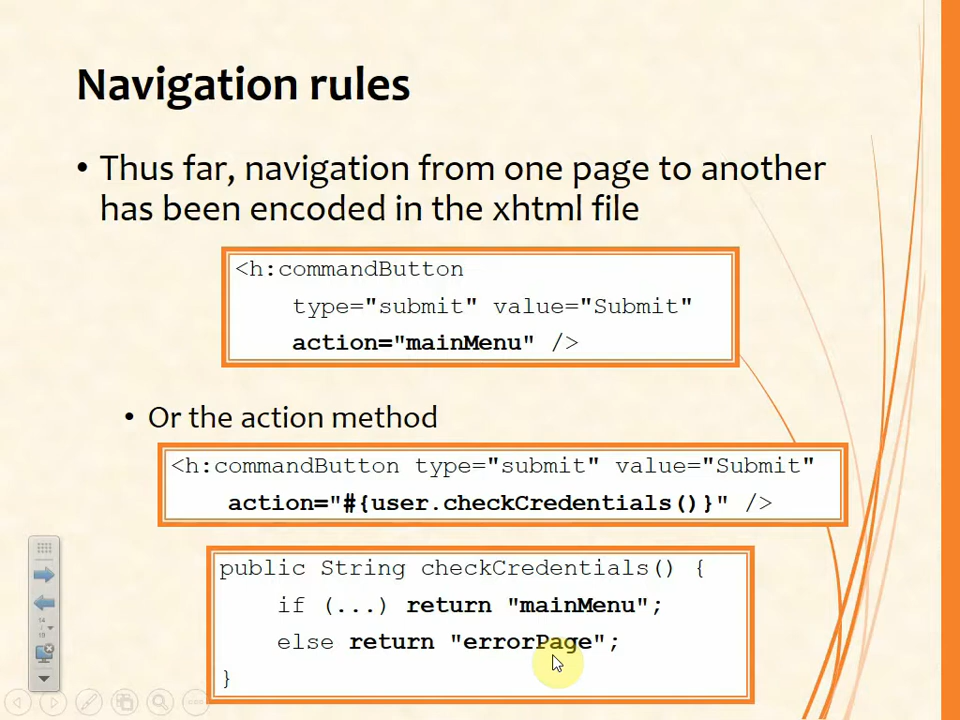 Navigation rules
• Thus far, navigation from one page to another
has been encoded in the xhtml file
<h:commandButton
type="submit" value="Submit"
action="mainMenu" />
• Or the action method
<h:commandButton type="submit" value="Submit"
action="#{user.checkCredentials()}" />
public String checkCredentials() {
if (...) return "mainMenu";
else return "errorPage";
}
14
19